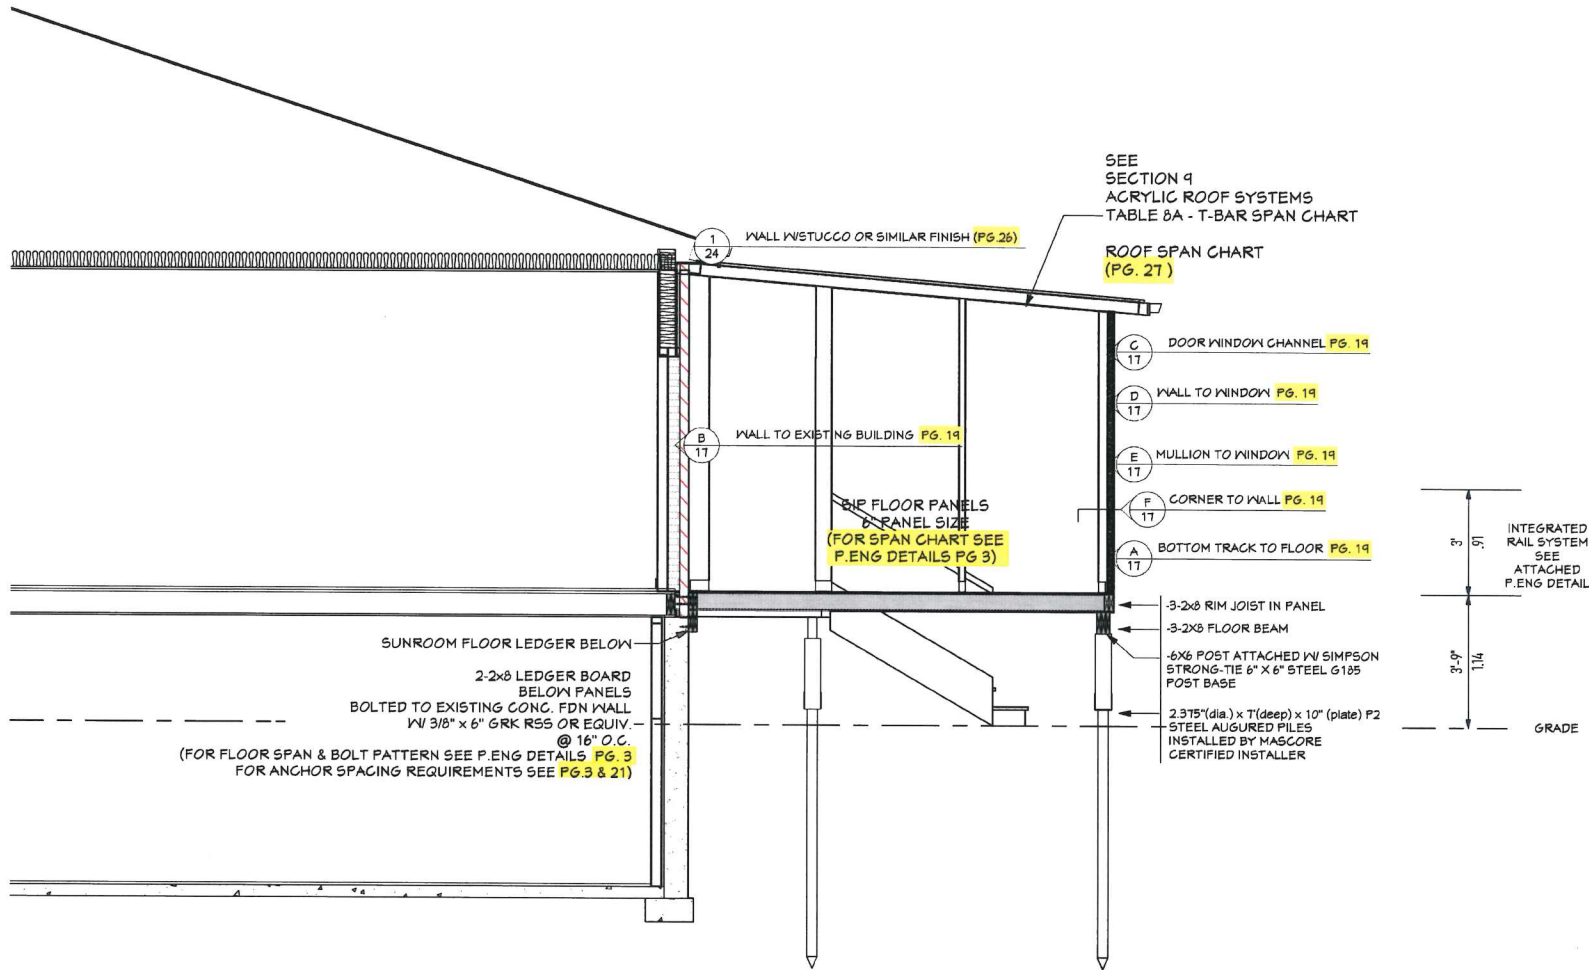 SEE
SECTION 9
ACRYLIC ROOF SYSTEMS
TABLE 8A - T-BAR SPAN CHART
ROOF SPAN CHART
(PG. 27)
1
24
WALL W/STUCCO OR SIMILAR FINISH (PG.26)
C
17
DOOR WINDOW CHANNEL PG. 19
D
17
WALL TO WINDOW PG. 19
B
17
WALL TO EXISTING BUILDING PG. 19
E
17
MULLION TO WINDOW PG. 19
F
17
CORNER TO WALL PG. 19
SIP FLOOR PANELS
6" PANEL SIZE
(FOR SPAN CHART SEE
P.ENG DETAILS PG 3)
A
17
BOTTOM TRACK TO FLOOR PG. 19
3'
.91
INTEGRATED
RAIL SYSTEM
SEE
ATTACHED
P.ENG DETAIL
-3-2x8 RIM JOIST IN PANEL
-3-2X8 FLOOR BEAM
-6X6 POST ATTACHED W/ SIMPSON
STRONG-TIE 6" X 6" STEEL G185
POST BASE
2.375"(dia.) x 7'(deep) x 10" (plate) P2
STEEL AUGURED PILES
INSTALLED BY MASCORE
CERTIFIED INSTALLER
3'-9"
1.14
GRADE
SUNROOM FLOOR LEDGER BELOW
2-2x8 LEDGER BOARD
BELOW PANELS
BOLTED TO EXISTING CONC. FDN WALL
W/ 3/8" x 6" GRK RSS OR EQUIV.
@ 16" O.C.
(FOR FLOOR SPAN & BOLT PATTERN SEE P.ENG DETAILS PG. 3
FOR ANCHOR SPACING REQUIREMENTS SEE PG.3 & 21)